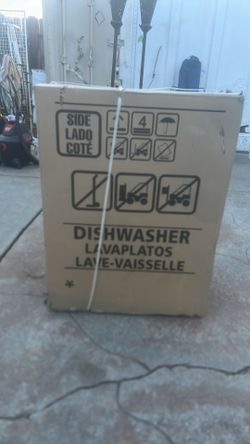 SIDE
LADO
COTÉ
4
DISHWASHER
LAVAPLATOS
LAVE-VAISSELLE